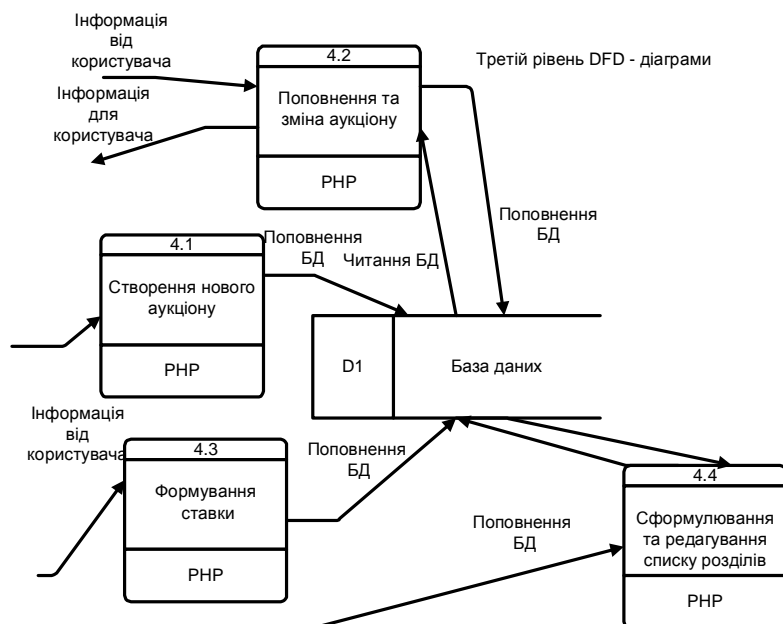 Інформація
від
користувача
Інформація
для
користувача
4.2
Поповнення та
зміна аукціону
PHP
Третій рівень DFD - діаграми
Поповнення
БД
4.1
Створення нового
аукціону
PHP
Поповнення
БД
Читання БД
D1
База даних
Інформація
від
користувача
4.3
Формування
ставки
PHP
Поповнення
БД
Поповнення
БД
4.4
Сформулювання
та редагування
списку розділів
PHP